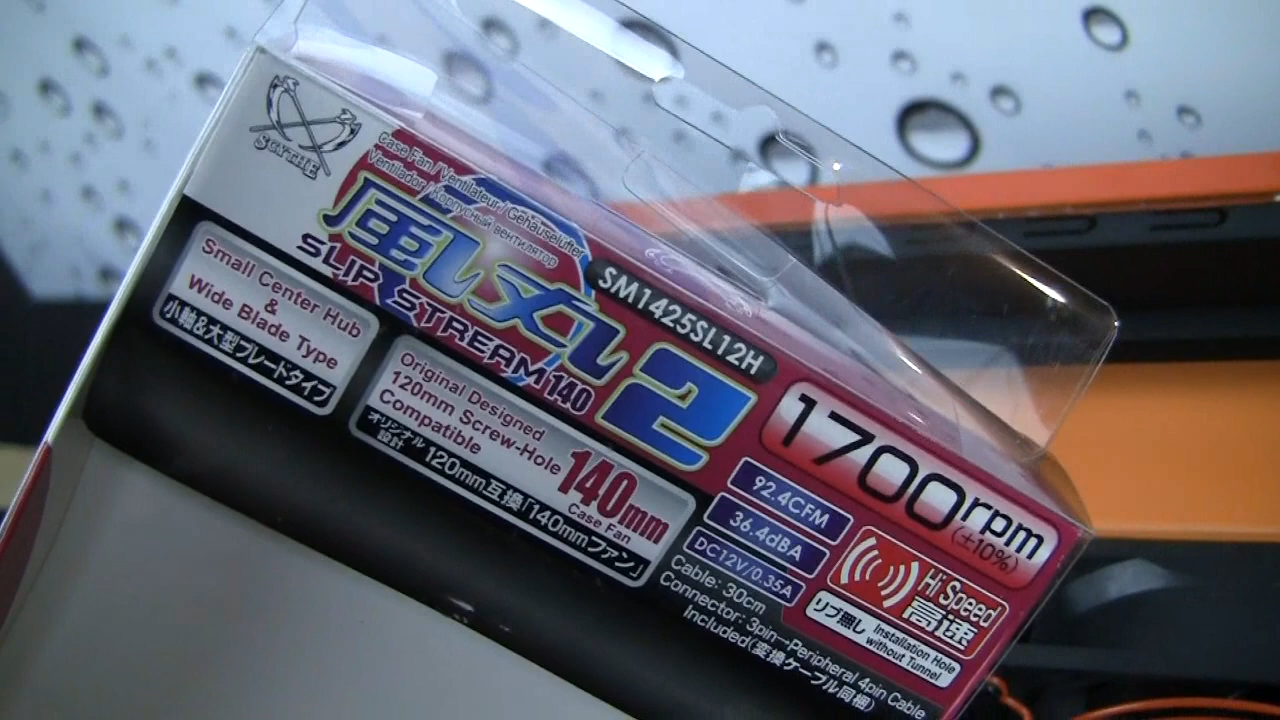 SCYTHE
Case Fan / Ventilateur / Gehäuselüfter
Ventilador / Корпусный вентилятор
風し丸2
SLIP STREAM 140
SM1425SL12H
Small Center Hub
&
Wide Blade Type
小軸&大型ブレードタイプ
Original Designed
120mm Screw-Hole
Compatible
140mm
Case Fan
オリジナル
設計
120mm互換「140mmファン」
1700rpm
(±10%)
92.4CFM
36.4dBA
DC12V/0.35A
Hi Speed
高速
リブ無し
Installation Hole
without Tunnel
Cable: 30cm
Connector: 3pin→Peripheral 4pin Cable
Included(変換ケーブル同梱)